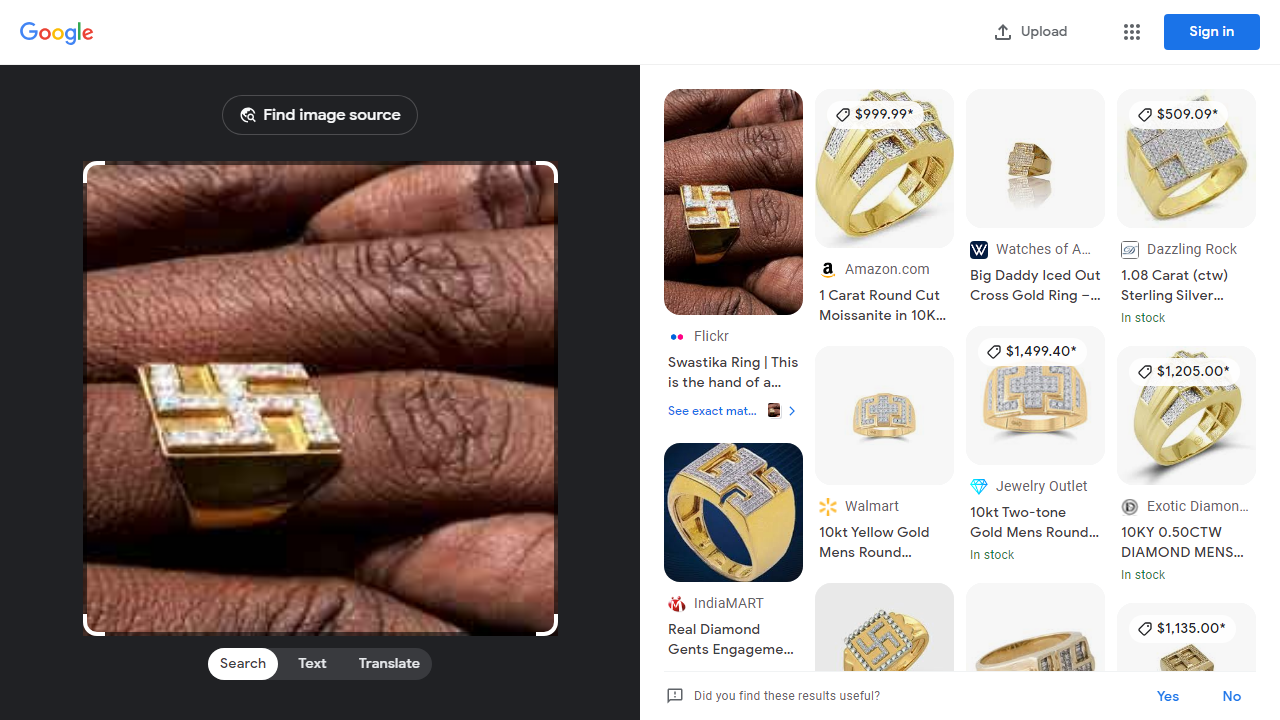 Google
Upload
Sign in
Find image source
Search
Text
Translate
Flickr
Swastika Ring | This
is the hand of a...
See exact mat...
IndiaMART
Real Diamond
Gents Engageme...
$999.99*
Amazon.com
1 Carat Round Cut
Moissanite in 10K...
Walmart
10kt Yellow Gold
Mens Round...
Watches of A...
Big Daddy Iced Out
Cross Gold Ring –...
$1,499.40*
Jewelry Outlet
10kt Two-tone
Gold Mens Round...
In stock
$509.09*
Dazzling Rock
1.08 Carat (ctw)
Sterling Silver...
In stock
$1,205.00*
Exotic Diamon...
10KY 0.50CTW
DIAMOND MENS...
In stock
$1,135.00*
Did you find these results useful?
Yes
No